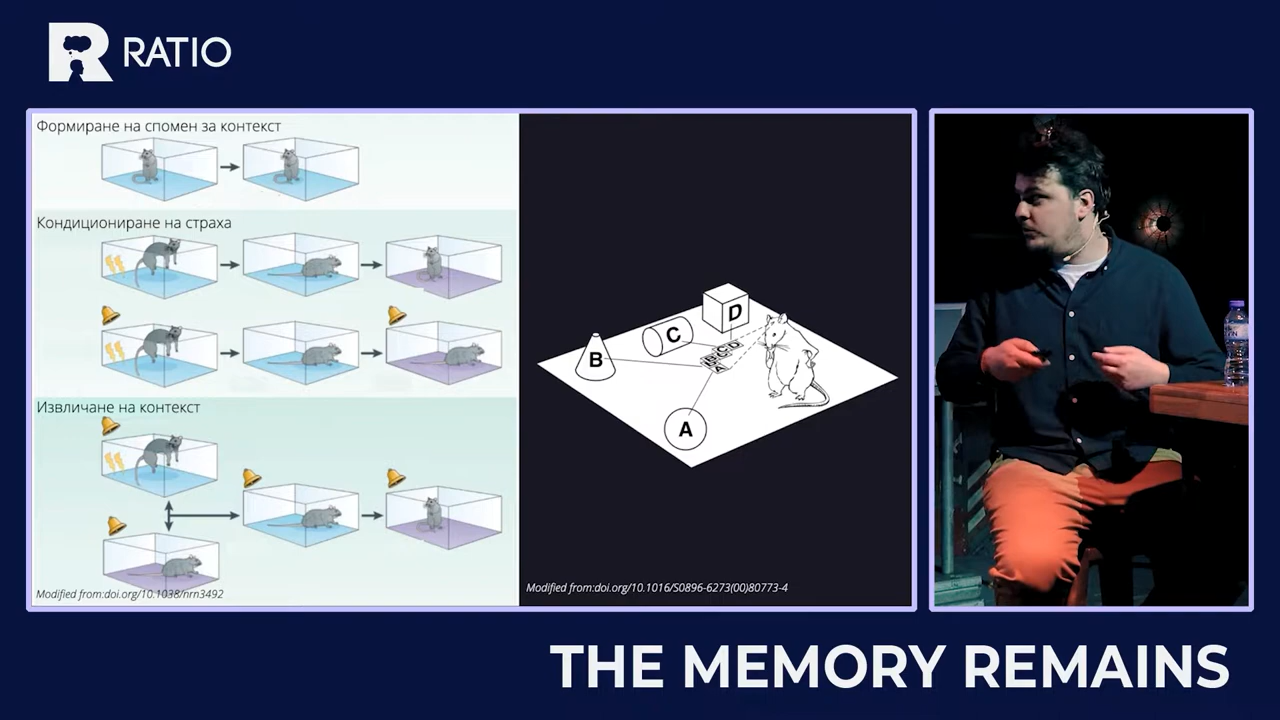 RATIO
Формиране на спомен за контекст
Кондициониране на страха
Извличане на контекст
Modified from:doi.org/10.1038/nrn3492
A
B
C
D
B C D
A
Modified from:doi.org/10.1016/S0896-6273(00)80773-4
THE MEMORY REMAINS